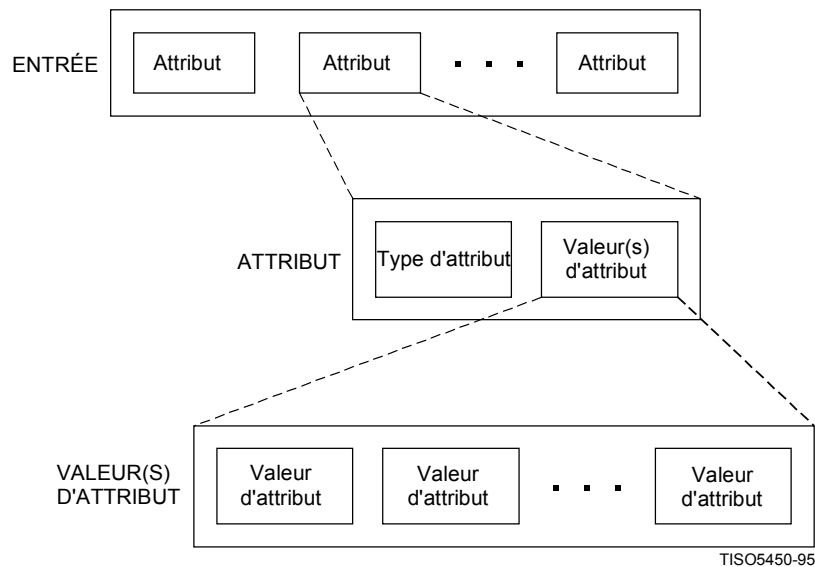 ENTRÉE
Attribut
Attribut
Attribut
ATTRIBUT
Type d'attribut
Valeur(s)
d'attribut
VALEUR(S)
D'ATTRIBUT
Valeur
d'attribut
Valeur
d'attribut
Valeur
d'attribut
TISO5450-95